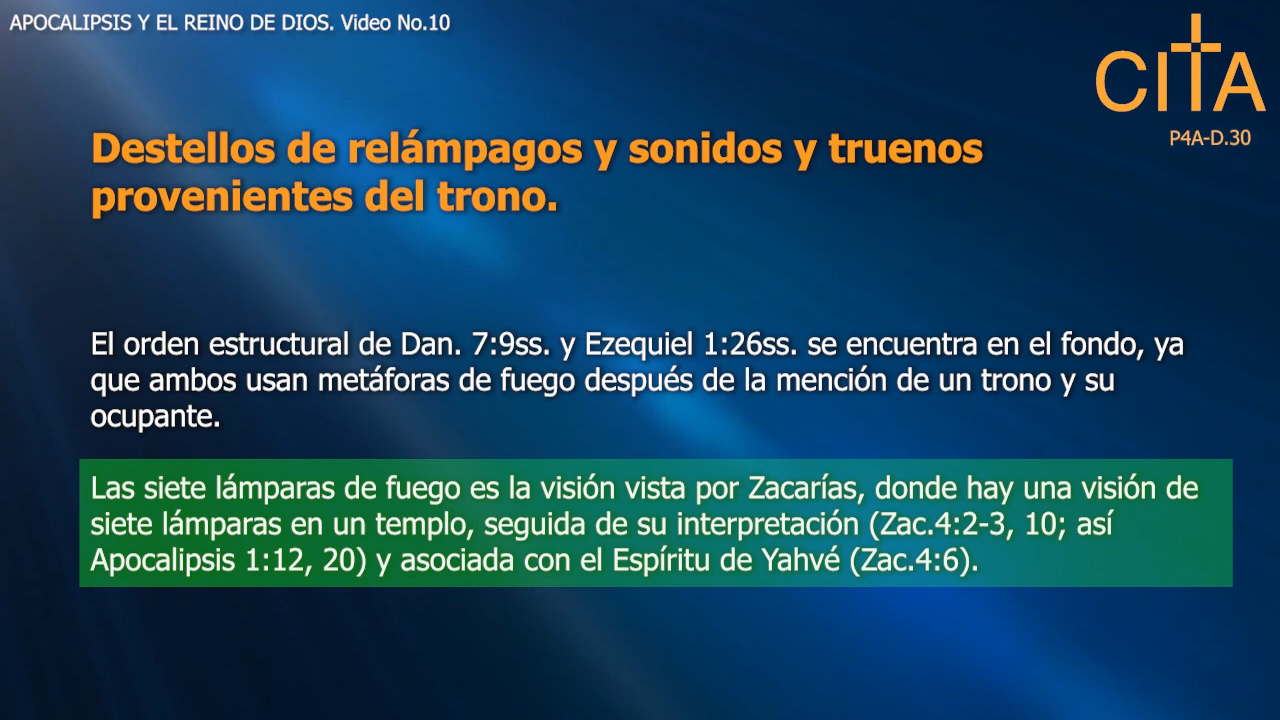 APOCALIPSIS Y EL REINO DE DIOS. Video No.10
CITA
P4A-D.30
Destellos de relámpagos y sonidos y truenos
provenientes del trono.
El orden estructural de Dan. 7:9ss. y Ezequiel 1:26ss. se encuentra en el fondo, ya
que ambos usan metáforas de fuego después de la mención de un trono y su
ocupante.
Las siete lámparas de fuego es la visión vista por Zacarías, donde hay una visión de
siete lámparas en un templo, seguida de su interpretación (Zac.4:2-3, 10; así
Apocalipsis 1:12, 20) y asociada con el Espíritu de Yahvé (Zac.4:6).